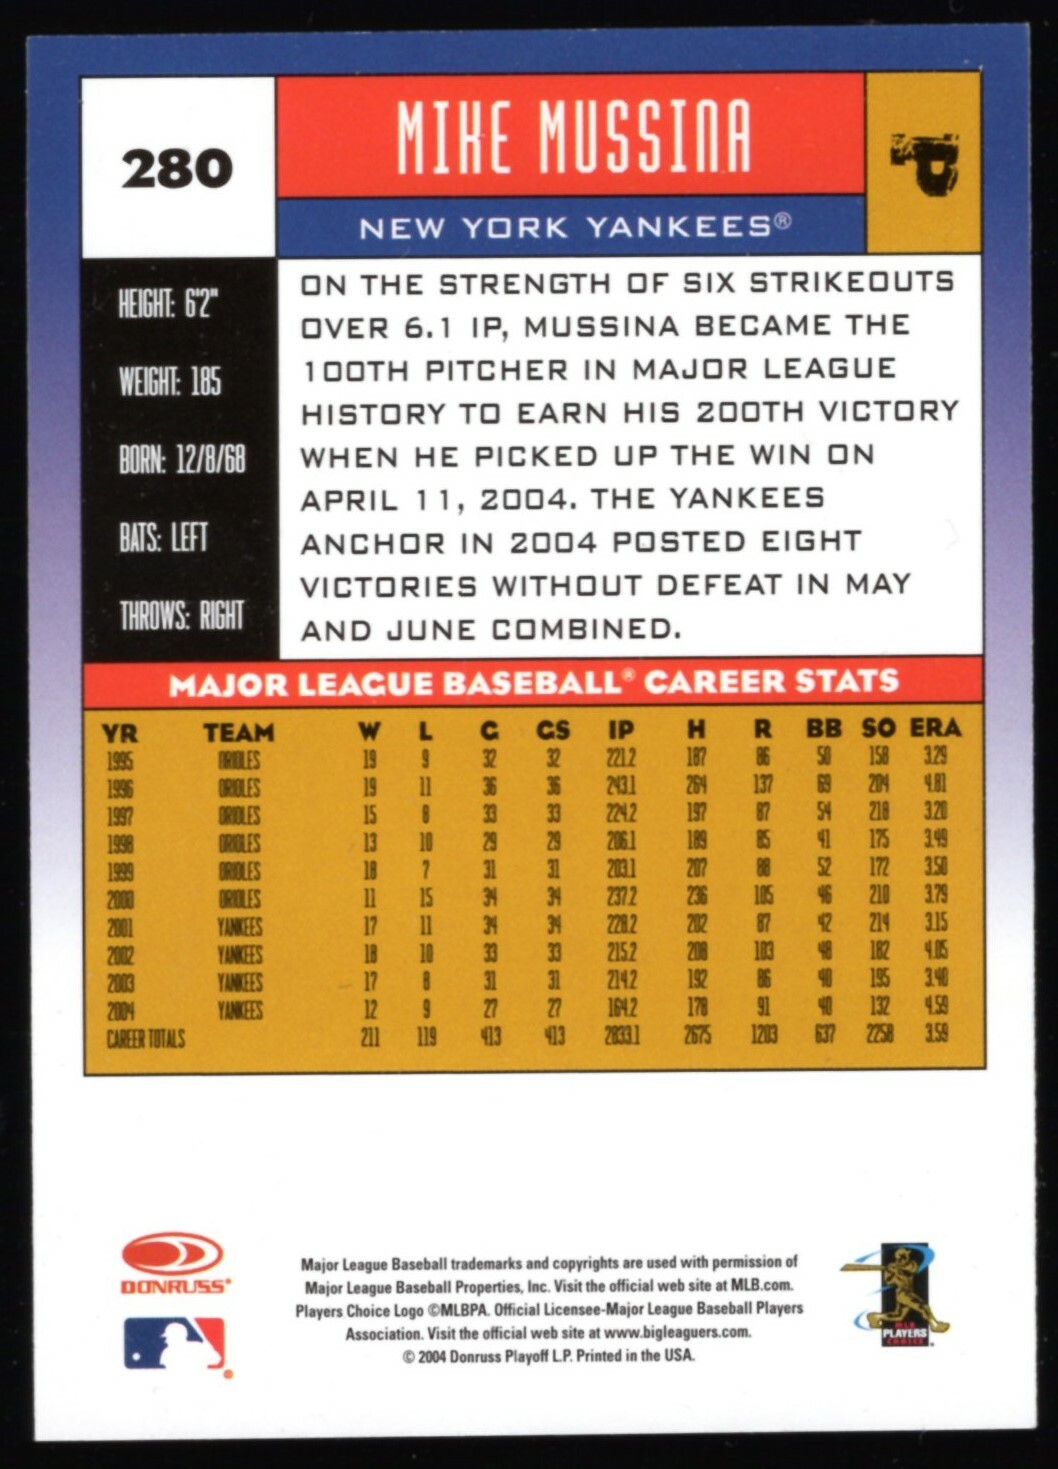 280
MIKE MUSSINA
P
NEW YORK YANKEES®
HEIGHT: 6'2"
WEIGHT: 185
BORN: 12/8/68
BATS: LEFT
THROWS: RIGHT
ON THE STRENGTH OF SIX STRIKEOUTS
OVER 6.1 IP, MUSSINA BECAME THE
100TH PITCHER IN MAJOR LEAGUE
HISTORY TO EARN HIS 200TH VICTORY
WHEN HE PICKED UP THE WIN ON
APRIL 11, 2004. THE YANKEES
ANCHOR IN 2004 POSTED EIGHT
VICTORIES WITHOUT DEFEAT IN MAY
AND JUNE COMBINED.
MAJOR LEAGUE BASEBALL® CAREER STATS
YR TEAM W L G GS IP H R BB SO ERA
1995 ORIOLES 19 9 32 32 221.2 187 86 50 158 3.29
1996 ORIOLES 19 11 36 36 243.1 264 137 69 204 4.81
1997 ORIOLES 15 8 33 33 224.2 197 87 54 218 3.20
1998 ORIOLES 13 10 29 29 206.1 189 85 41 175 3.49
1999 ORIOLES 18 7 31 31 203.1 207 88 52 172 3.50
2000 ORIOLES 11 15 34 34 237.2 236 105 46 210 3.79
2001 YANKEES 17 11 34 34 228.2 202 87 42 214 3.15
2002 YANKEES 18 10 33 33 215.2 208 103 48 182 4.05
2003 YANKEES 17 8 31 31 214.2 192 86 40 195 3.40
2004 YANKEES 12 9 27 27 164.2 178 91 40 132 4.59
CAREER TOTALS 211 119 413 413 2833.1 2675 1203 637 2258 3.59
DONRUSS®
Major League Baseball trademarks and copyrights are used with permission of
Major League Baseball Properties, Inc. Visit the official web site at MLB.com.
Players Choice Logo ©MLBPA. Official Licensee-Major League Baseball Players
Association. Visit the official web site at www.bigleaguers.com.
© 2004 Donruss Playoff L.P. Printed in the USA.
MLB
PLAYERS
CHOICE